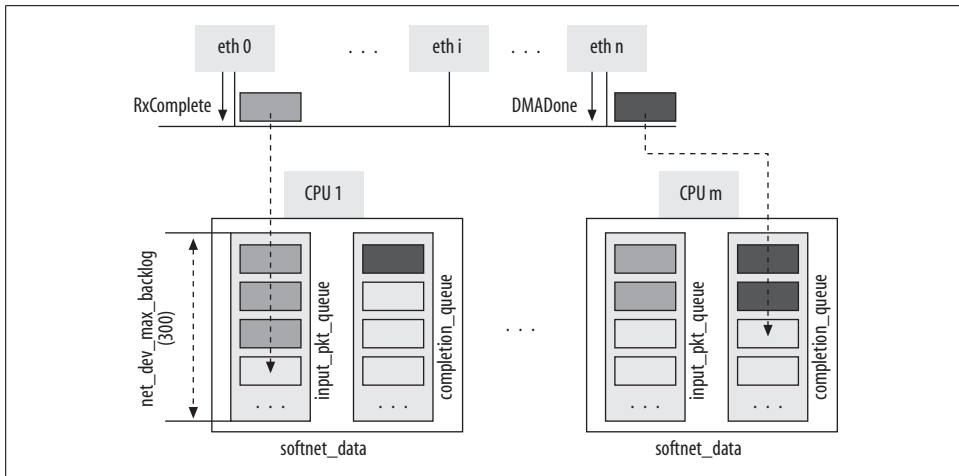 eth 0
. . .
eth i
. . .
eth n
RxComplete
DMADone
CPU 1
CPU m
net_dev_max_backlog
(300)
input_pkt_queue
completion_queue
. . .
input_pkt_queue
completion_queue
. . .
. . .
. . .
. . .
softnet_data
softnet_data